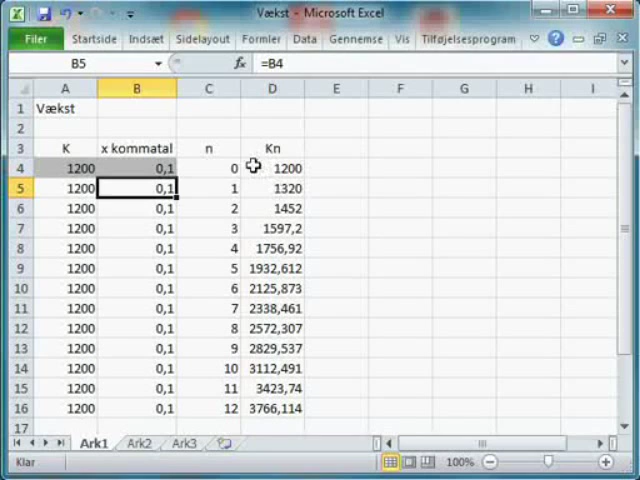 Vækst - Microsoft Excel
Filer Startside Indsæt Sidelayout Formler Data Gennemse Vis Tilføjelsesprogram
B5 fx =B4
A B C D E F G H I
1 Vækst
2
3 K x kommatal n Kn
4 1200 0,1 0 1200
5 1200 0,1 1 1320
6 1200 0,1 2 1452
7 1200 0,1 3 1597,2
8 1200 0,1 4 1756,92
9 1200 0,1 5 1932,612
10 1200 0,1 6 2125,873
11 1200 0,1 7 2338,461
12 1200 0,1 8 2572,307
13 1200 0,1 9 2829,537
14 1200 0,1 10 3112,491
15 1200 0,1 11 3423,74
16 1200 0,1 12 3766,114
17
Ark1 Ark2 Ark3
Klar 100%